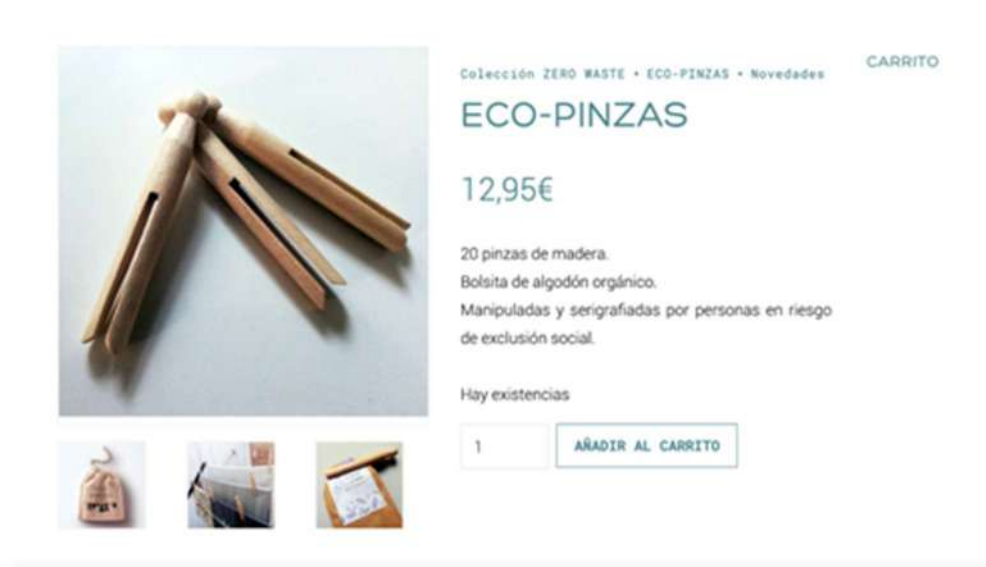 CARRITO
Colección ZERO WASTE • ECO-PINZAS • Novedades
ECO-PINZAS
12,95€
20 pinzas de madera.
Bolsita de algodón orgánico.
Manipuladas y serigrafiadas por personas en riesgo
de exclusión social.
Hay existencias
1
AÑADIR AL CARRITO